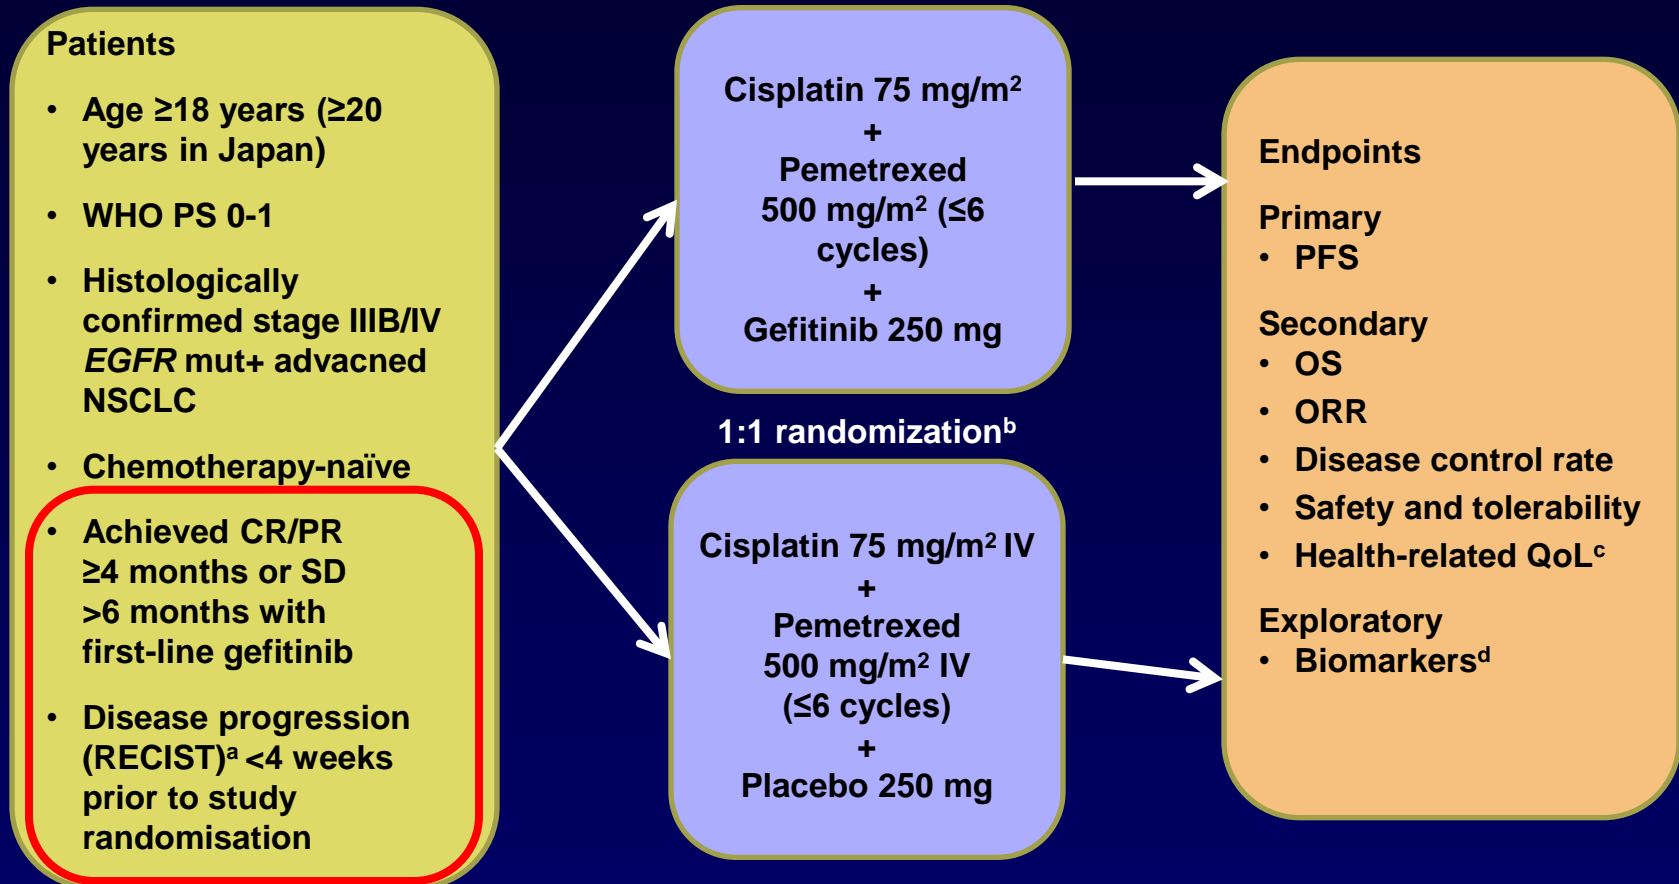 Patients
• Age ≥18 years (≥20
years in Japan)
• WHO PS 0-1
• Histologically
confirmed stage IIIB/IV
EGFR mut+ advacned
NSCLC
• Chemotherapy-naïve
• Achieved CR/PR
≥4 months or SD
>6 months with
first-line gefitinib
• Disease progression
(RECIST)ᵃ <4 weeks
prior to study
randomisation
Cisplatin 75 mg/m²
+
Pemetrexed
500 mg/m² (≤6
cycles)
+
Gefitinib 250 mg
1:1 randomizationᵇ
Cisplatin 75 mg/m² IV
+
Pemetrexed
500 mg/m² IV
(≤6 cycles)
+
Placebo 250 mg
Endpoints
Primary
• PFS
Secondary
• OS
• ORR
• Disease control rate
• Safety and tolerability
• Health-related QoLᶜ
Exploratory
• Biomarkersᵈ